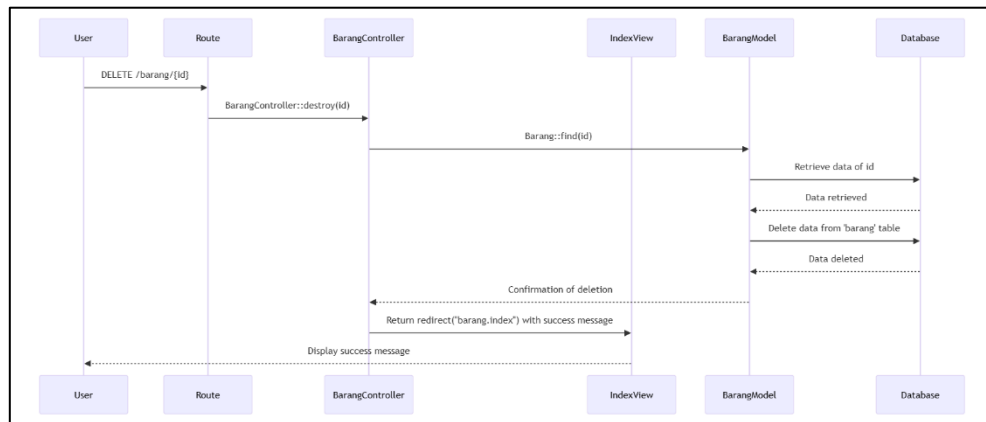 User Route BarangController IndexView BarangModel Database
DELETE /barang/{id}
BarangController::destroy(id)
Barang::find(id)
Retrieve data of id
Data retrieved
Delete data from 'barang' table
Data deleted
Confirmation of deletion
Return redirect("barang.index") with success message
Display success message
User Route BarangController IndexView BarangModel Database